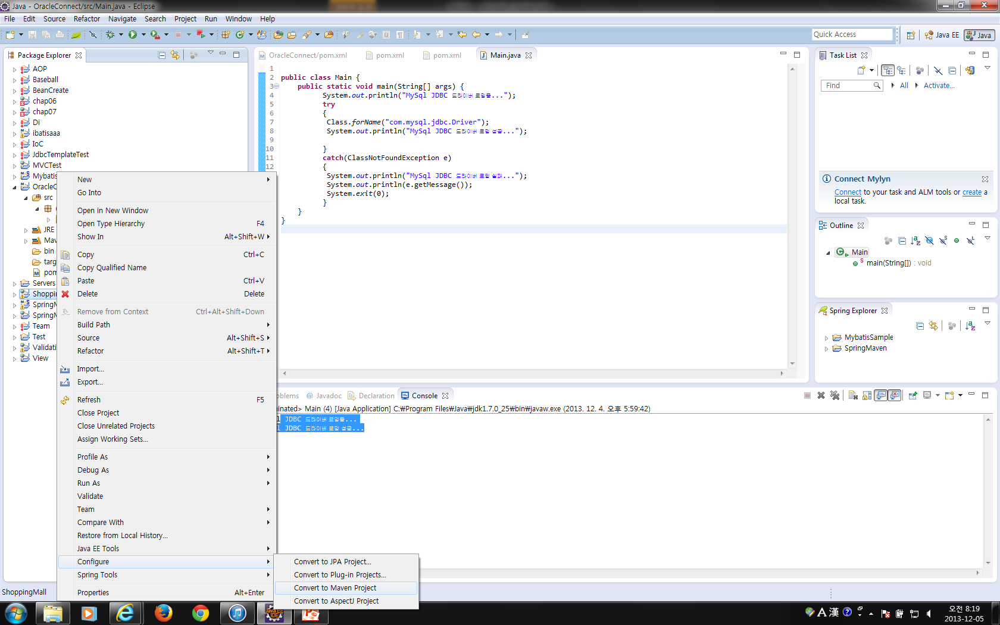 Java - OracleConnect/src/Main.java - Eclipse
File Edit Source Refactor Navigate Search Project Run Window Help
Quick Access
Java EE
Java
Package Explorer
AOP
Baseball
BeanCreate
chap06
chap07
Di
ibatisaaa
IoC
JdbcTemplateTest
MVCTest
Mybatis
OracleC
src
JRE
Mav
bin
targ
pom
Servers
Shoppin
SpringM
SpringM
Team
Test
Validati
View
New
Go Into
Open in New Window
Open Type Hierarchy F4
Show In Alt+Shift+W
Copy Ctrl+C
Copy Qualified Name
Paste Ctrl+V
Delete Delete
Remove from Context Ctrl+Alt+Shift+Down
Build Path
Source Alt+Shift+S
Refactor Alt+Shift+T
Import...
Export...
Refresh F5
Close Project
Close Unrelated Projects
Assign Working Sets...
Profile As
Debug As
Run As
Validate
Team
Compare With
Restore from Local History...
Java EE Tools
Configure
Spring Tools
Properties Alt+Enter
Convert to JPA Project...
Convert to Plug-in Projects...
Convert to Maven Project
Convert to AspectJ Project
OracleConnect/pom.xml pom.xml pom.xml Main.java
1
2 public class Main {
3 public static void main(String[] args) {
4 System.out.println("MySql JDBC 드라이버 로딩중...");
5 try
6 {
7 Class.forName("com.mysql.jdbc.Driver");
8 System.out.println("MySql JDBC 드라이버 로딩 성공...");
9
10 }
11 catch(ClassNotFoundException e)
12 {
System.out.println("MySql JDBC 드라이버 로딩 실패...");
System.out.println(e.getMessage());
System.exit(0);
}
}
}
oblems @ Javadoc Declaration Console
inated> Main (4) [Java Application] C:₩Program Files₩Java₩jdk1.7.0_25₩bin₩javaw.exe (2013. 12. 4. 오후 5:59:42)
l JDBC 드라이버 로딩중...
l JDBC 드라이버 로딩 성공...
Task List
Find All Activate...
Connect Mylyn
Connect to your task and ALM tools or create a
local task.
Outline
Main
main(String[]) : void
Spring Explorer
MybatisSample
SpringMaven
ShoppingMall
Java EE
IDE
A 漢
오전 8:19
2013-12-05